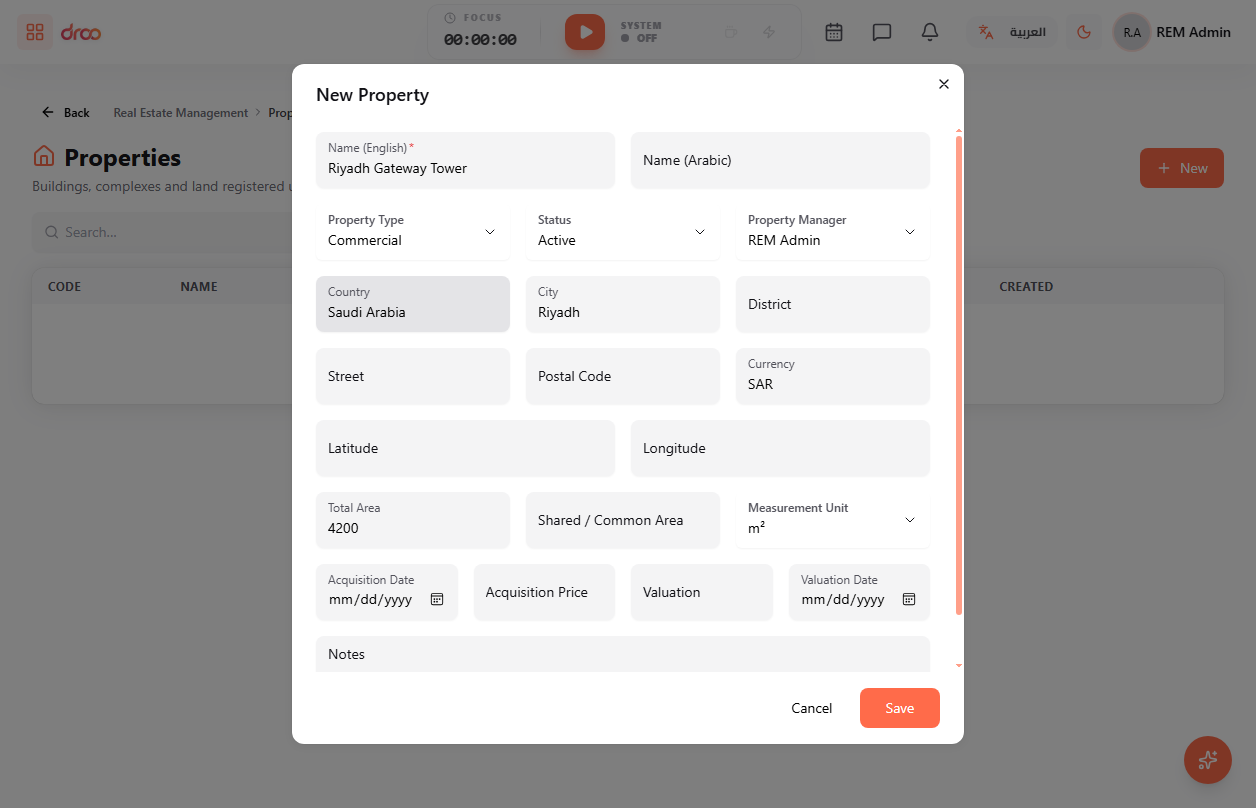 droo
FOCUS
00:00:00
SYSTEM
OFF
العربية
R.A
REM Admin
New Property
Back
Real Estate Management
Properties
Buildings, complexes and land registered
New
Search...
CODE
NAME
CREATED
Name (English)*
Riyadh Gateway Tower
Name (Arabic)
Property Type
Commercial
Status
Active
Property Manager
REM Admin
Country
Saudi Arabia
City
Riyadh
District
Street
Postal Code
Currency
SAR
Latitude
Longitude
Total Area
4200
Shared / Common Area
Measurement Unit
m²
Acquisition Date
mm/dd/yyyy
Acquisition Price
Valuation
Valuation Date
mm/dd/yyyy
Notes
Cancel
Save